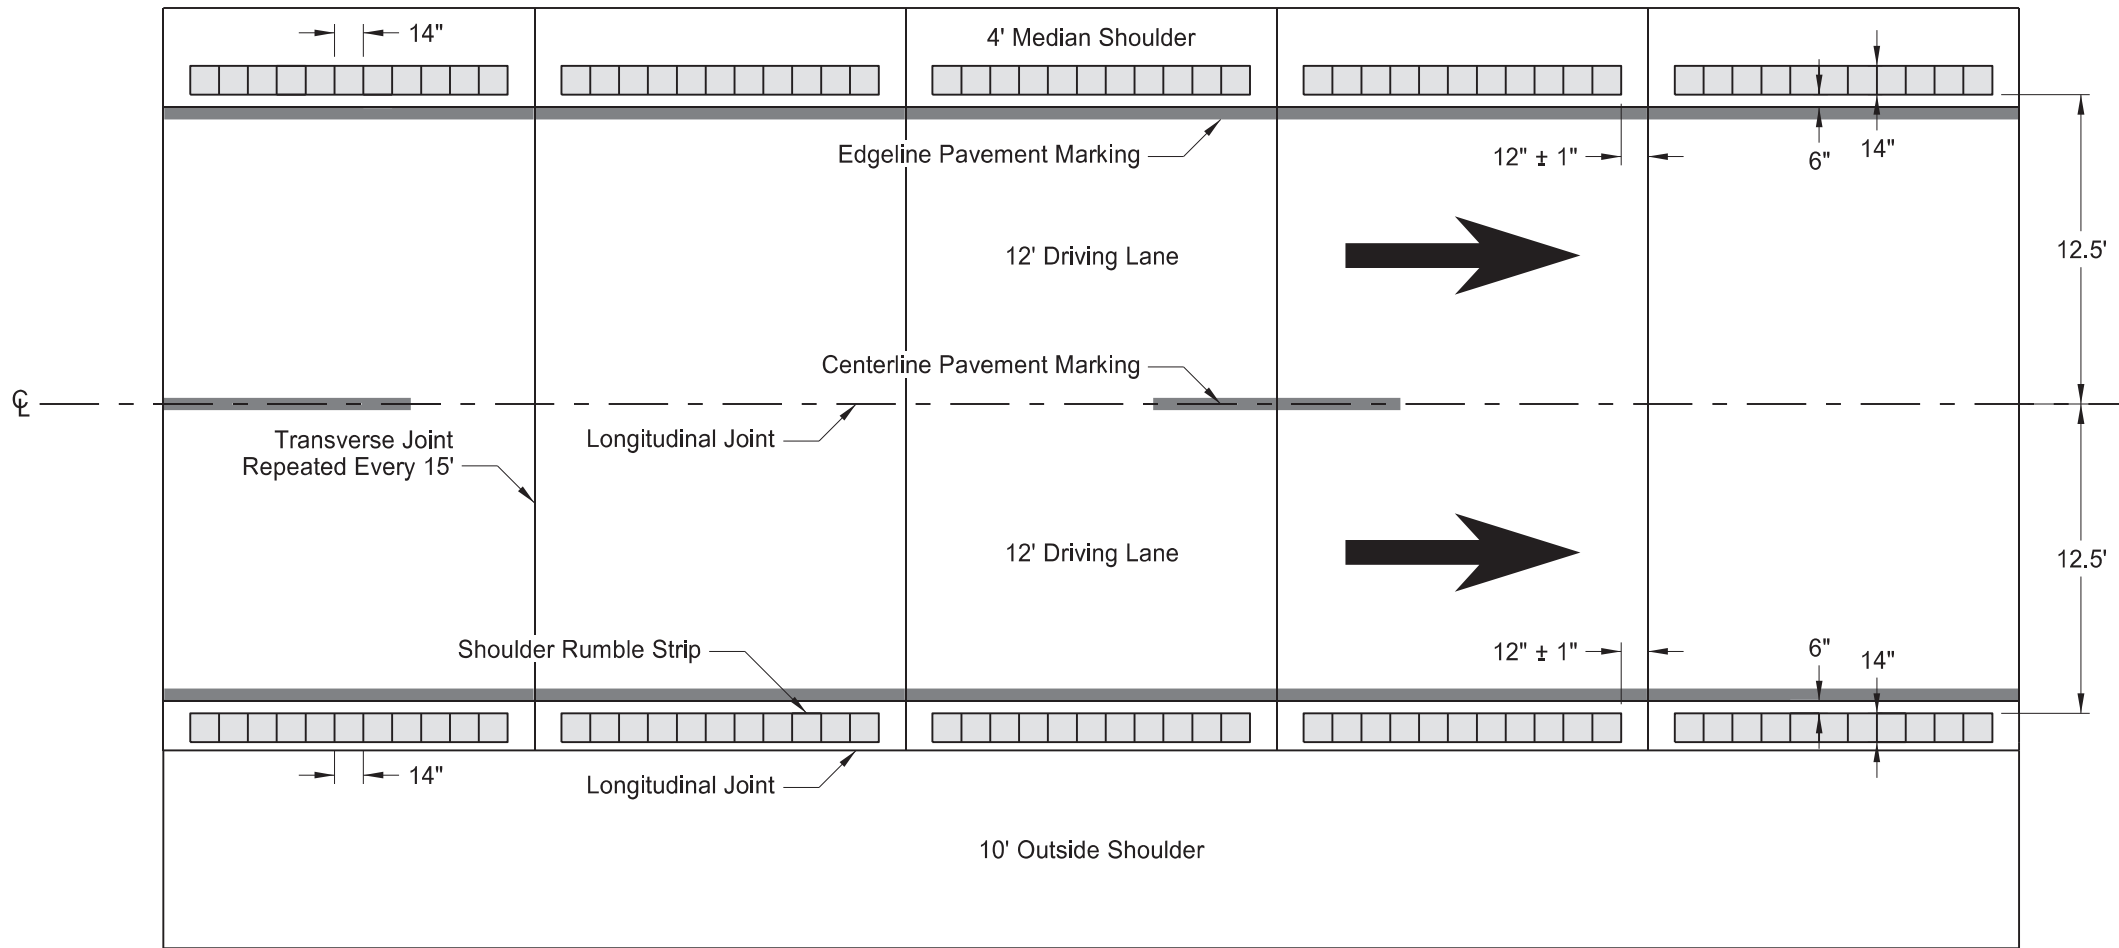 14"
4' Median Shoulder
Edgeline Pavement Marking
12" ± 1"
6"
14"
12.5'
12' Driving Lane
Centerline Pavement Marking
℄
Transverse Joint
Repeated Every 15'
Longitudinal Joint
12' Driving Lane
12.5'
Shoulder Rumble Strip
12" ± 1"
6"
14"
14"
Longitudinal Joint
10' Outside Shoulder